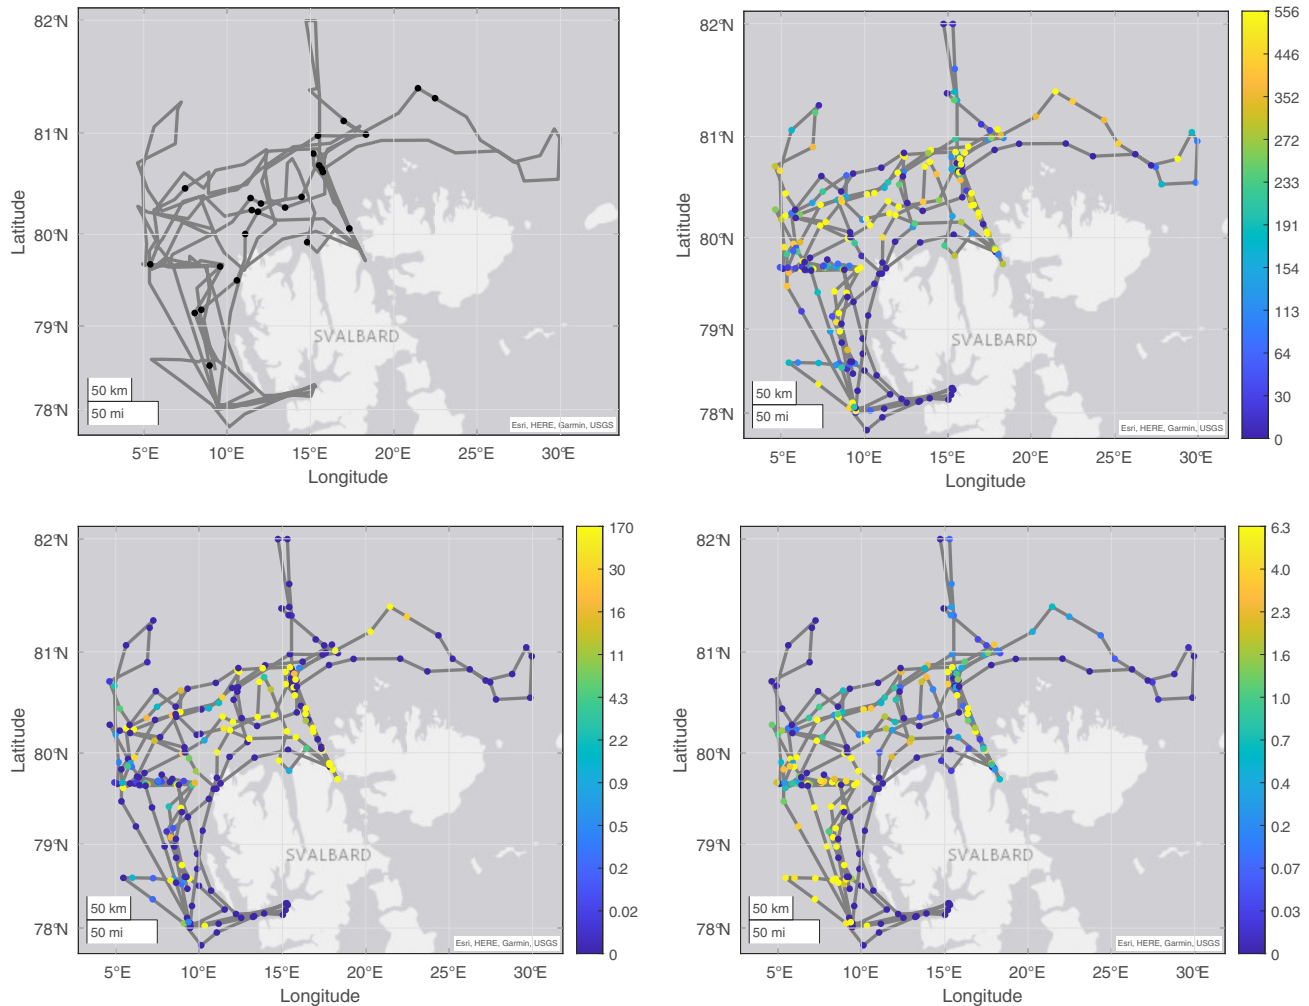 82°N
81°N
80°N
79°N
78°N
Latitude
SVALBARD
50 km
50 mi
Esri, HERE, Garmin, USGS
5°E
10°E
15°E
20°E
25°E
30°E
Longitude
82°N
81°N
80°N
79°N
78°N
Latitude
SVALBARD
50 km
50 mi
Esri, HERE, Garmin, USGS
5°E
10°E
15°E
20°E
25°E
30°E
Longitude
556
446
352
272
233
191
154
113
64
30
0
82°N
81°N
80°N
79°N
78°N
Latitude
SVALBARD
50 km
50 mi
Esri, HERE, Garmin, USGS
5°E
10°E
15°E
20°E
25°E
30°E
Longitude
170
30
16
11
4.3
2.2
0.9
0.5
0.2
0.02
0
82°N
81°N
80°N
79°N
78°N
Latitude
SVALBARD
50 km
50 mi
Esri, HERE, Garmin, USGS
5°E
10°E
15°E
20°E
25°E
30°E
Longitude
6.3
4.0
2.3
1.6
1.0
0.7
0.4
0.2
0.07
0.03
0